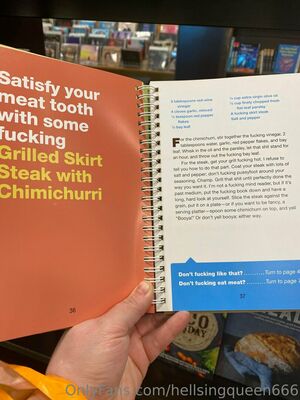 Satisfy your
meat tooth
with some
fucking
Grilled Skirt
Steak with
Chimichurri
36
3 tablespoons red wine
vinegar
4 cloves garlic, minced
½ teaspoon red pepper
flakes
½ bay leaf
½ cup extra-virgin olive oil
½ cup finely chopped fresh
flat leaf parsley
A fucking skirt steak
Salt and pepper
For the chimichurri, stir together the fucking vinegar, 2
tablespoons water, garlic, red pepper flakes, and bay
leaf. Whisk in the oil and the parsley, let that shit stand for
an hour, and throw out the fucking bay leaf.
For the steak, get your grill fucking hot. I refuse to
tell you how to do that part. Coat your steak with lots of
salt and pepper; don't fucking pussyfoot around your
seasoning, Champ. Grill that shit until perfectly done the
way you want it. I'm not a fucking mind reader, but if it's
past medium, put the fucking book down and have a
long, hard look at yourself. Slice the steak against the
grain, put it on a plate—or if you want to be fancy, a
serving platter—spoon some chimichurri on top, and yell
"Booya!" Or don't yell booya: either way.
Don't fucking like that? ............Turn to page
Don't fucking eat meat? .........Turn to page
37
OnlyFans.com/hellsingqueen666